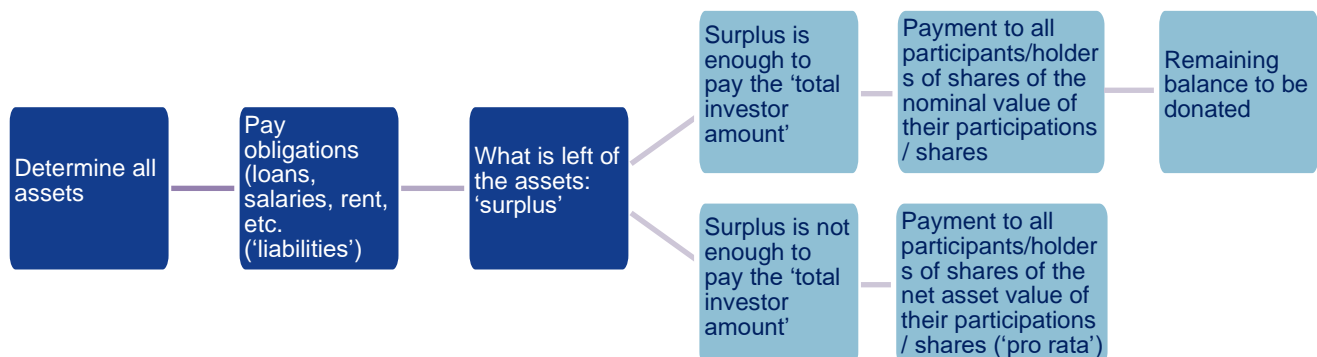 Determine all
assets
Pay
obligations
(loans,
salaries, rent,
etc.
(‘liabilities’)
What is left of
the assets:
‘surplus’
Surplus is
enough to
pay the ‘total
investor
amount’
Payment to all
participants/holder
s of shares of the
nominal value of
their participations
/ shares
Remaining
balance to be
donated
Surplus is not
enough to
pay the ‘total
investor
amount’
Payment to all
participants/holder
s of shares of the
net asset value of
their participations
/ shares (‘pro rata’)